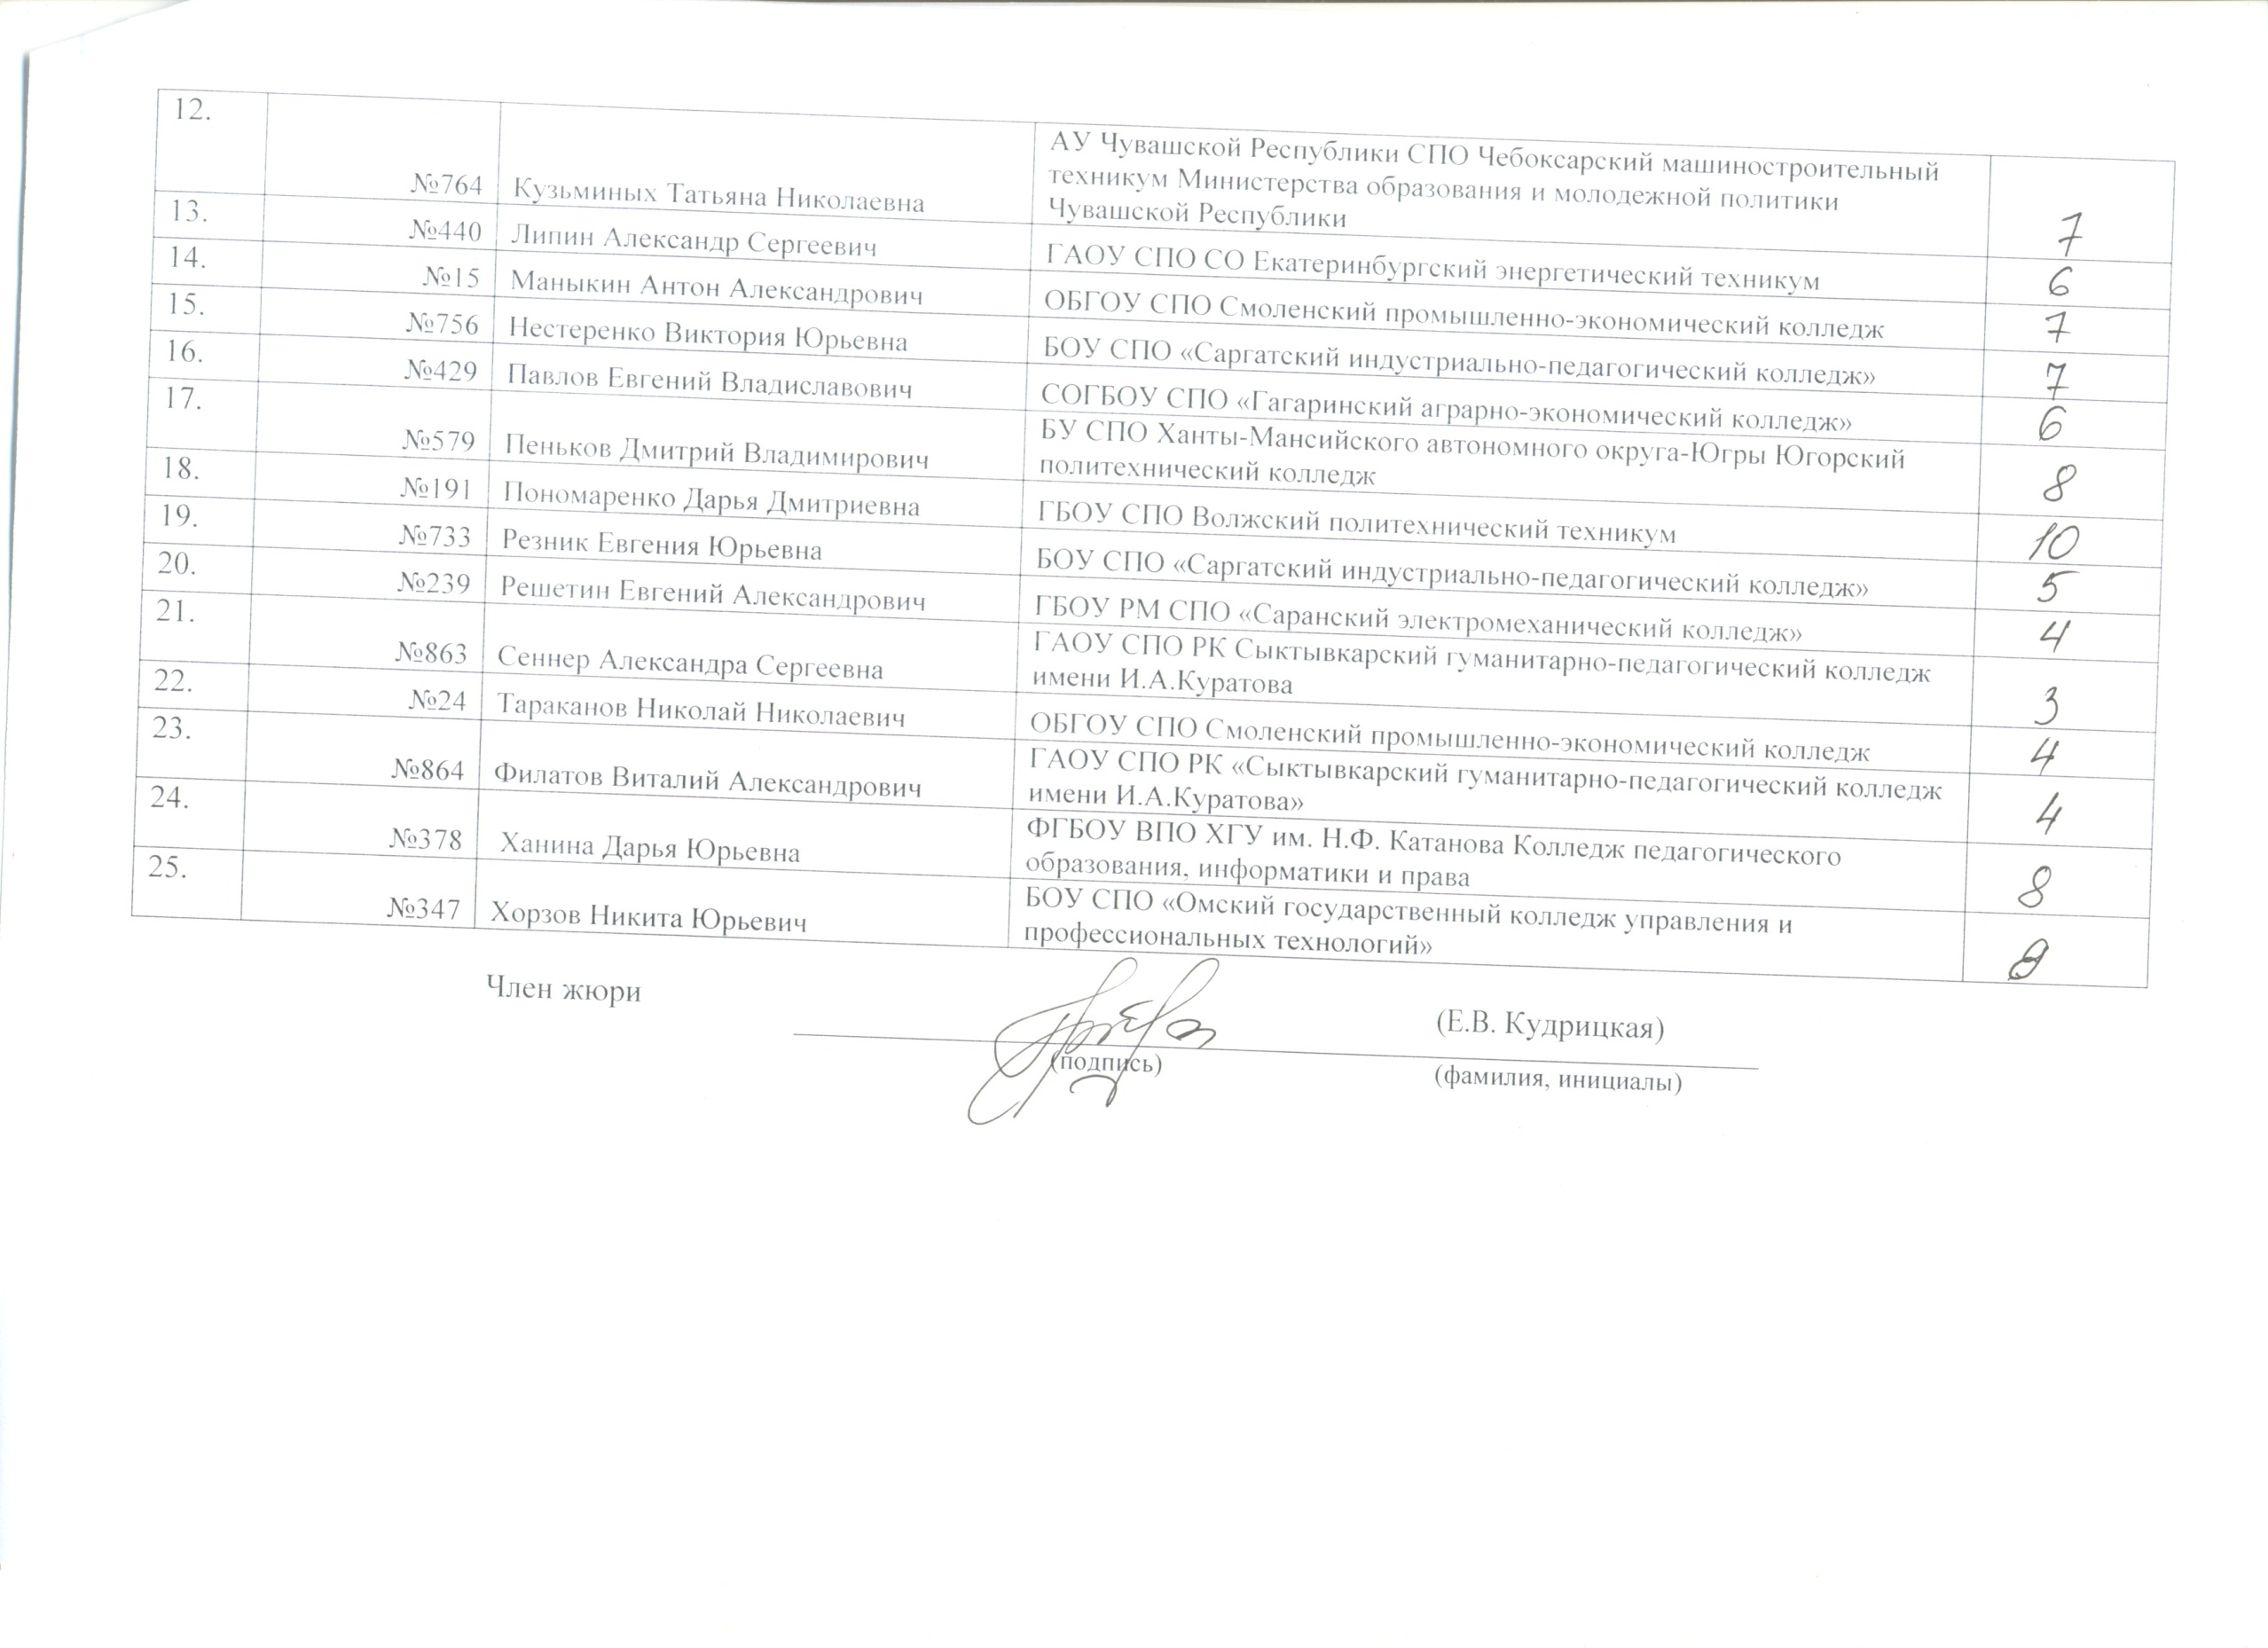 12.
АУ Чувашской Республики СПО Чебоксарский машиностроительный
техникум Министерства образования и молодежной политики
№764 Кузьминых Татьяна Николаевна Чувашской Республики 7
13. №440 Липин Александр Сергеевич ГАОУ СПО СО Екатеринбургский энергетический техникум 6
14. №15 Маныкин Антон Александрович ОБГОУ СПО Смоленский промышленно-экономический колледж 7
15. №756 Нестеренко Виктория Юрьевна БОУ СПО «Саргатский индустриально-педагогический колледж» 7
16. №429 Павлов Евгений Владиславович СОГБОУ СПО «Гагаринский аграрно-экономический колледж» 6
17. БУ СПО Ханты-Мансийского автономного округа-Югры Югорский
№579 Пеньков Дмитрий Владимирович политехнический колледж 8
18. №191 Пономаренко Дарья Дмитриевна ГБОУ СПО Волжский политехнический техникум 10
19. №733 Резник Евгения Юрьевна БОУ СПО «Саргатский индустриально-педагогический колледж» 5
20. №239 Решетин Евгений Александрович ГБОУ РМ СПО «Саранский электромеханический колледж» 4
21. ГАОУ СПО РК Сыктывкарский гуманитарно-педагогический колледж
№863 Сеннер Александра Сергеевна имени И.А.Куратова 3
22. №24 Тараканов Николай Николаевич ОБГОУ СПО Смоленский промышленно-экономический колледж 4
23. ГАОУ СПО РК «Сыктывкарский гуманитарно-педагогический колледж
№864 Филатов Виталий Александрович имени И.А.Куратова» 4
24. ФГБОУ ВПО ХГУ им. Н.Ф. Катанова Колледж педагогического
№378 Ханина Дарья Юрьевна образования, информатики и права 8
25. БОУ СПО «Омский государственный колледж управления и
№347 Хорзов Никита Юрьевич профессиональных технологий»
Член жюри
(Е.В. Кудрицкая)
(подпись) (фамилия, инициалы)